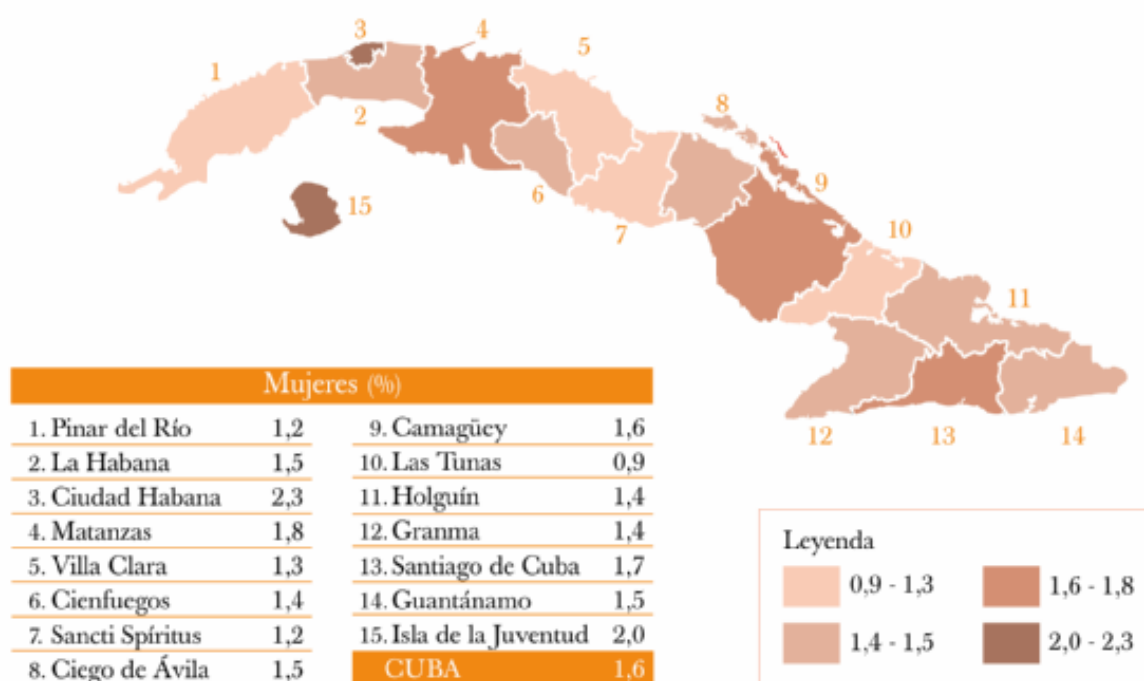 3
4
5
1
8
2
9
15
6
10
7
11
12
13
14
Mujeres (%)
1. Pinar del Río 1,2
2. La Habana 1,5
3. Ciudad Habana 2,3
4. Matanzas 1,8
5. Villa Clara 1,3
6. Cienfuegos 1,4
7. Sancti Spíritus 1,2
8. Ciego de Ávila 1,5
9. Camagüey 1,6
10. Las Tunas 0,9
11. Holguín 1,4
12. Granma 1,4
13. Santiago de Cuba 1,7
14. Guantánamo 1,5
15. Isla de la Juventud 2,0
CUBA 1,6
Leyenda
0,9 - 1,3
1,6 - 1,8
1,4 - 1,5
2,0 - 2,3